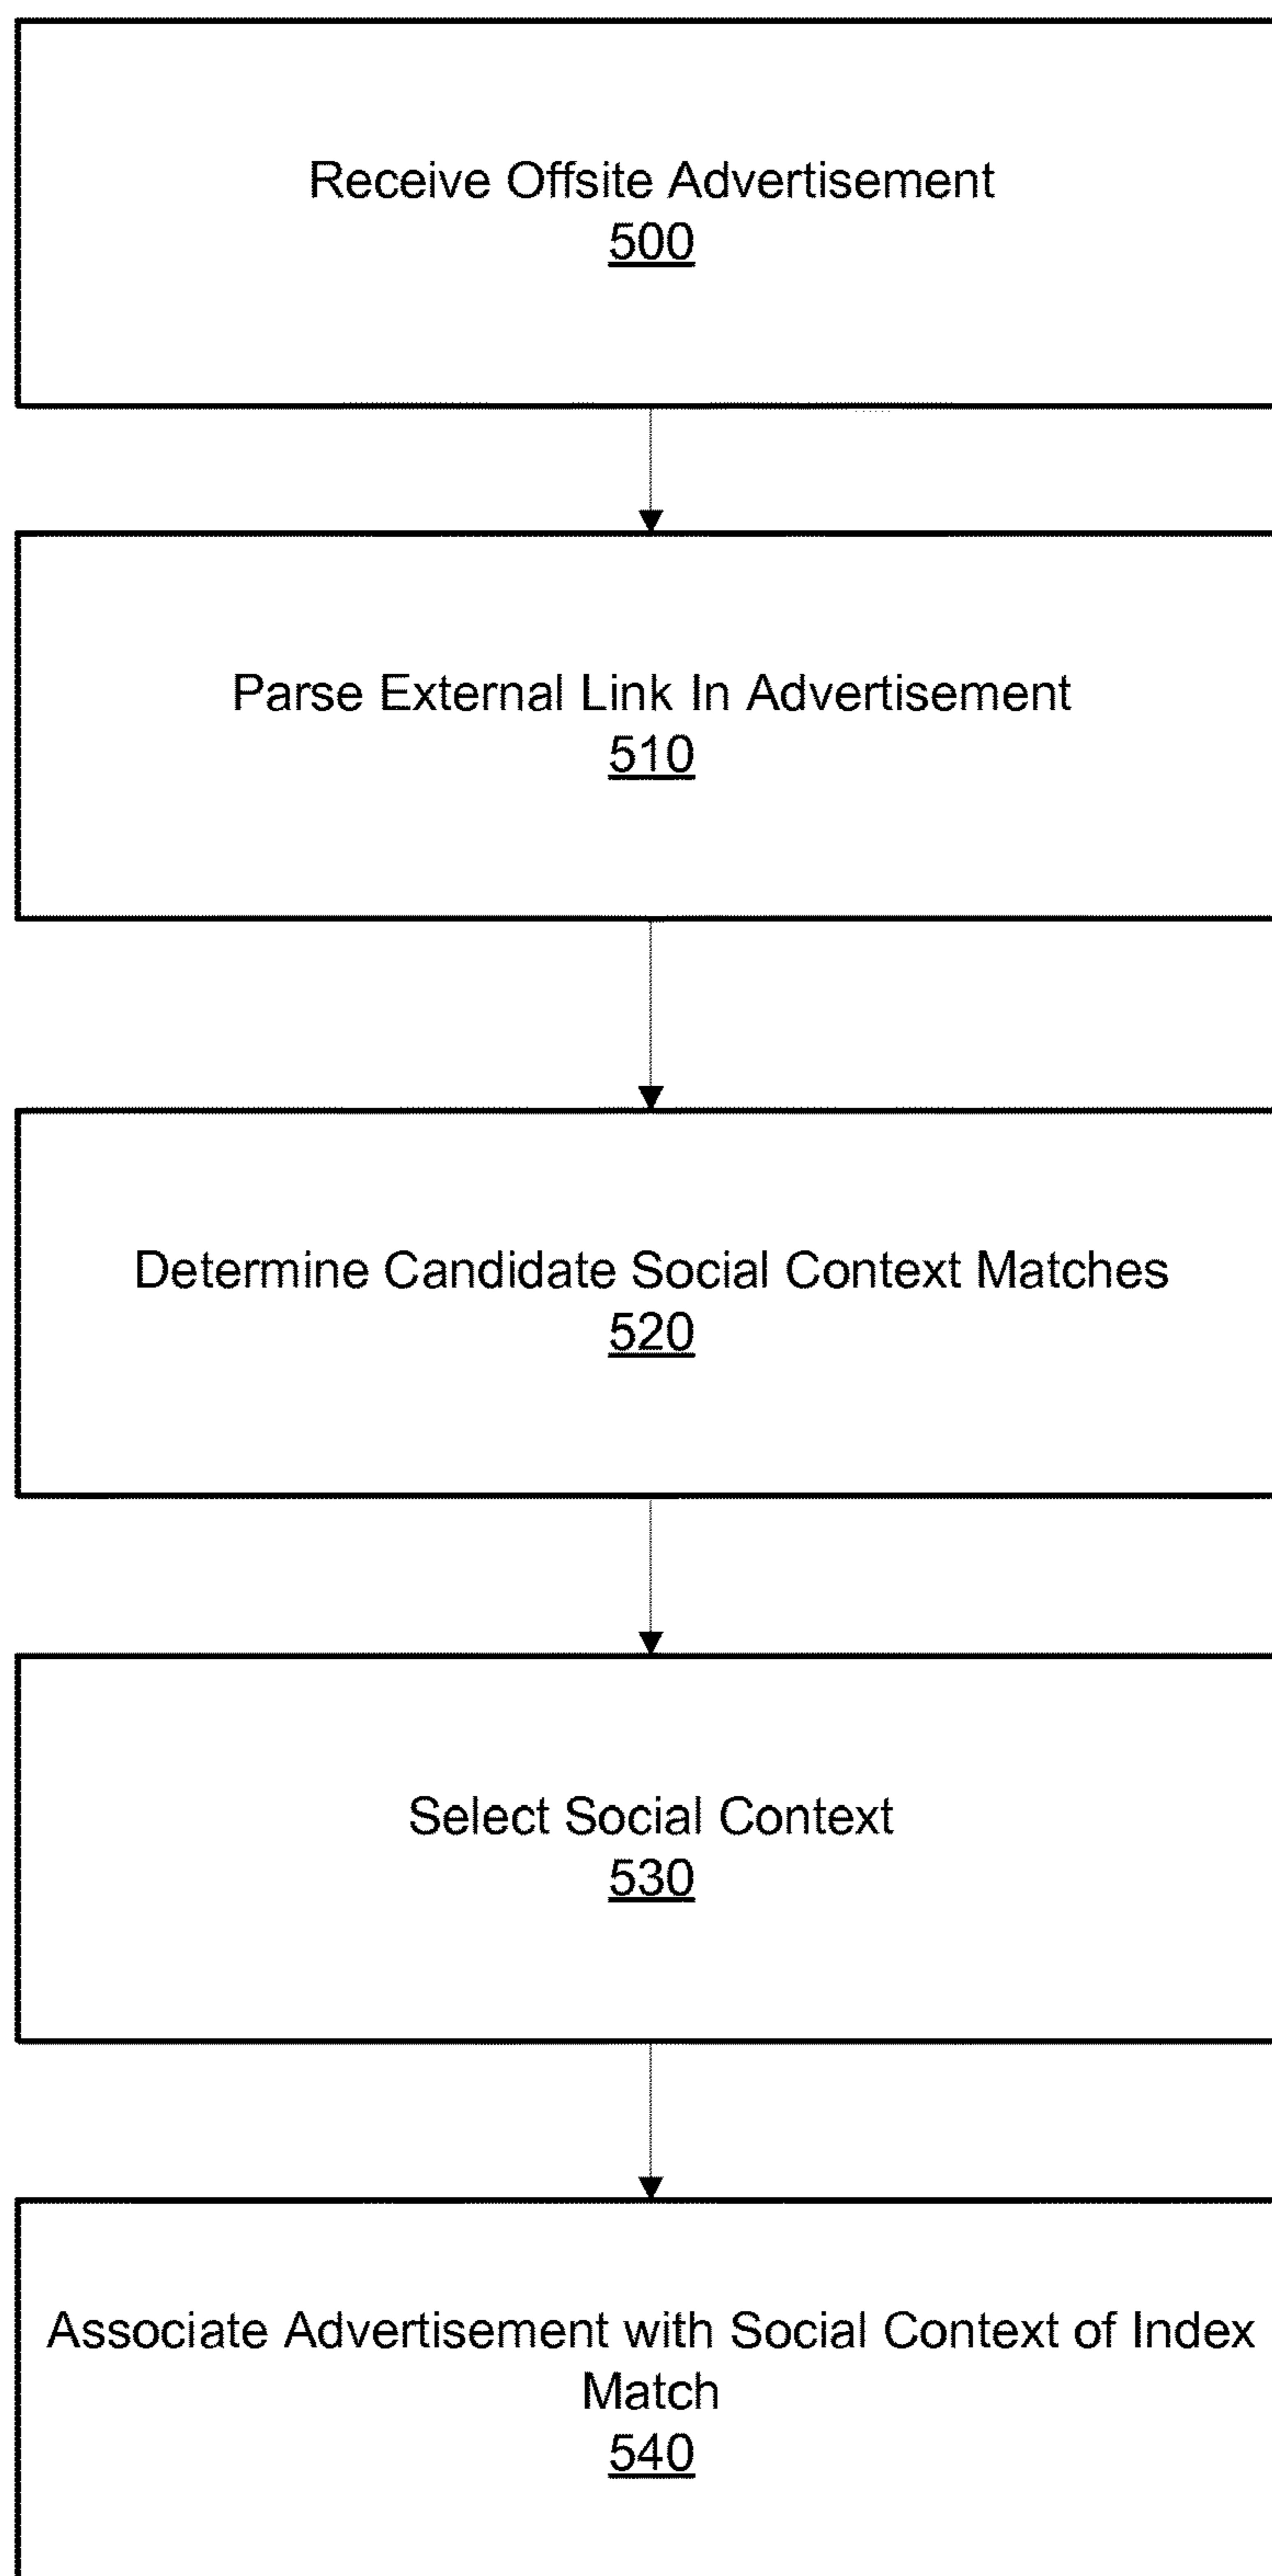 Receive Offsite Advertisement
500
Parse External Link In Advertisement
510
Determine Candidate Social Context Matches
520
Select Social Context
530
Associate Advertisement with Social Context of Index
Match
540